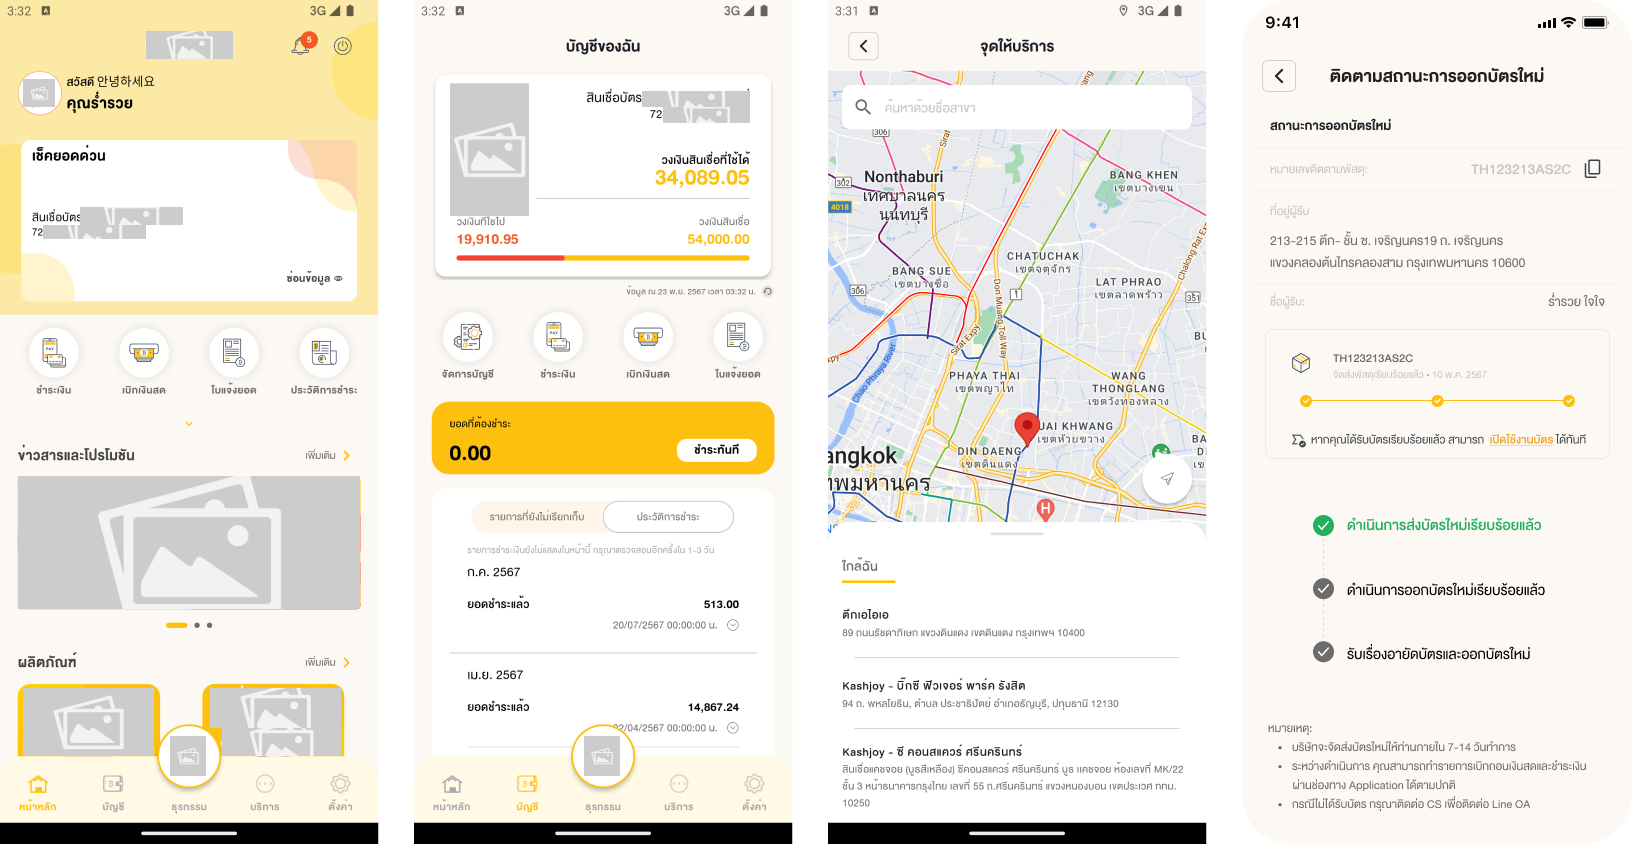 3:32
3G
5
สวัสดี 안녕하세요
คุณร่ำรวย
เช็คยอดด่วน
สินเชื่อบัตร
72
ซ่อนข้อมูล
ชำระเงิน
เบิกเงินสด
ใบแจ้งยอด
ประวัติการชำระ
ข่าวสารและโปรโมชัน
เพิ่มเติม
ผลิตภัณฑ์
เพิ่มเติม
หน้าหลัก
บัญชี
ธุรกรรม
บริการ
ตั้งค่า
3:32
3G
บัญชีของฉัน
สินเชื่อบัตร
72
วงเงินสินเชื่อที่ใช้ได้
34,089.05
วงเงินที่ใช้ไป
วงเงินสินเชื่อ
19,910.95
54,000.00
ข้อมูล ณ 23 พ.ย. 2567 เวลา 03:32 น.
จัดการบัญชี
ชำระเงิน
เบิกเงินสด
ใบแจ้งยอด
ยอดที่ต้องชำระ
0.00
ชำระทันที
รายการที่ยังไม่เรียกเก็บ
ประวัติการชำระ
รายการชำระเงินยังไม่แสดงในหน้านี้ กรุณาตรวจสอบอีกครั้งใน 1-3 วัน
ก.ค. 2567
ยอดชำระแล้ว
513.00
20/07/2567 00:00:00 น.
เม.ย. 2567
ยอดชำระแล้ว
14,867.24
02/04/2567 00:00:00 น.
หน้าหลัก
บัญชี
ธุรกรรม
บริการ
ตั้งค่า
3:31
3G
จุดให้บริการ
ค้นหาด้วยชื่อสาขา
306
Nonthaburi
เทศบาลนคร
นนทบุรี
302
4018
BANG KHEN
เขตบางเขน
CHATUCHAK
เขตจตุจักร
BANG SUE
เขตบางซื่อ
306
LAT PHRAO
เขตลาดพร้าว
1
351
Don Muang Toll Way
Sirat Expy
Chalong Rat Ex
Chao Phraya River
PHAYA THAI
เขตพญาไท
WANG
THONGLANG
เขตวังทองหลาง
UAI KHWANG
เขตห้วยขวาง
DIN DAENG
เขตดินแดง
angkok
ทพมหานคร
H
ใกล้ฉัน
ตึกเอไอเอ
89 ถนนรัชดาภิเษก แขวงดินแดง เขตดินแดง กรุงเทพฯ 10400
Kashjoy - บิ๊กซี ฟิวเจอร์ พาร์ค รังสิต
94 ถ. พหลโยธิน, ตำบล ประชาธิปัตย์ อำเภอธัญบุรี, ปทุมธานี 12130
Kashjoy - ซี คอนสแควร์ ศรีนครินทร์
สินเชื่อแคชจอย (บูธสีเหลือง) ซีคอนสแควร์ ศรีนครินทร์ บูธ แคชจอย ห้องเลขที่ MK/22
ชั้น 3 หน้าธนาคารกรุงไทย เลขที่ 55 ถ.ศรีนครินทร์ แขวงหนองบอน เขตประเวศ กทม.
10250
9:41
ติดตามสถานะการออกบัตรใหม่
สถานะการออกบัตรใหม่
หมายเลขติดตามพัสดุ:
TH123213AS2C
ที่อยู่ผู้รับ
213-215 ตึก- ชั้น ซ. เจริญนคร19 ถ. เจริญนคร
แขวงคลองต้นไทรคลองสาม กรุงเทพมหานคร 10600
ชื่อผู้รับ:
ร่ำรวย ใจใจ
TH123213AS2C
จัดส่งพัสดุเรียบร้อยแล้ว • 10 พ.ค. 2567
หากคุณได้รับบัตรเรียบร้อยแล้ว สามารถ เปิดใช้งานบัตร ได้ทันที
ดำเนินการส่งบัตรใหม่เรียบร้อยแล้ว
ดำเนินการออกบัตรใหม่เรียบร้อยแล้ว
รับเรื่องอายัดบัตรและออกบัตรใหม่
หมายเหตุ:
• บริษัทจะจัดส่งบัตรใหม่ให้ท่านภายใน 7-14 วันทำการ
• ระหว่างดำเนินการ คุณสามารถทำรายการเบิกถอนเงินสดและชำระเงิน
ผ่านช่องทาง Application ได้ตามปกติ
• กรณีไม่ได้รับบัตร กรุณาติดต่อ CS เพื่อติดต่อ Line OA